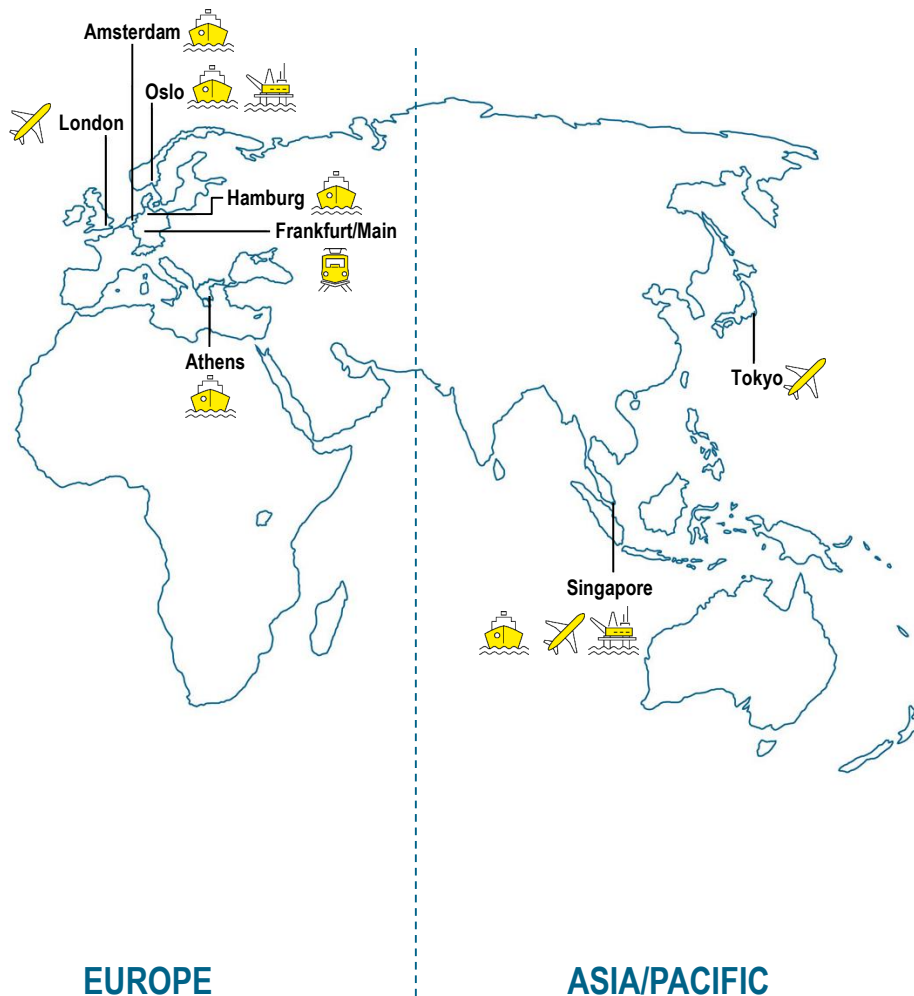 Amsterdam
Oslo
London
Hamburg
Frankfurt/Main
Athens
Tokyo
Singapore
EUROPE
ASIA/PACIFIC